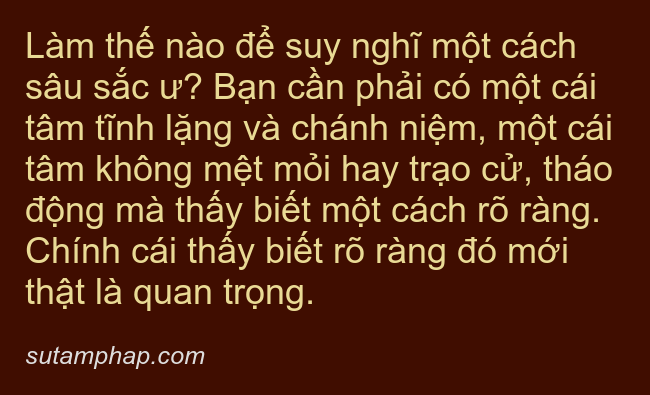 Làm thế nào để suy nghĩ một cách
sâu sắc ư? Bạn cần phải có một cái
tâm tĩnh lặng và chánh niệm, một cái
tâm không mệt mỏi hay trạo cử, tháo
động mà thấy biết một cách rõ ràng.
Chính cái thấy biết rõ ràng đó mới
thật là quan trọng.
sutamphap.com